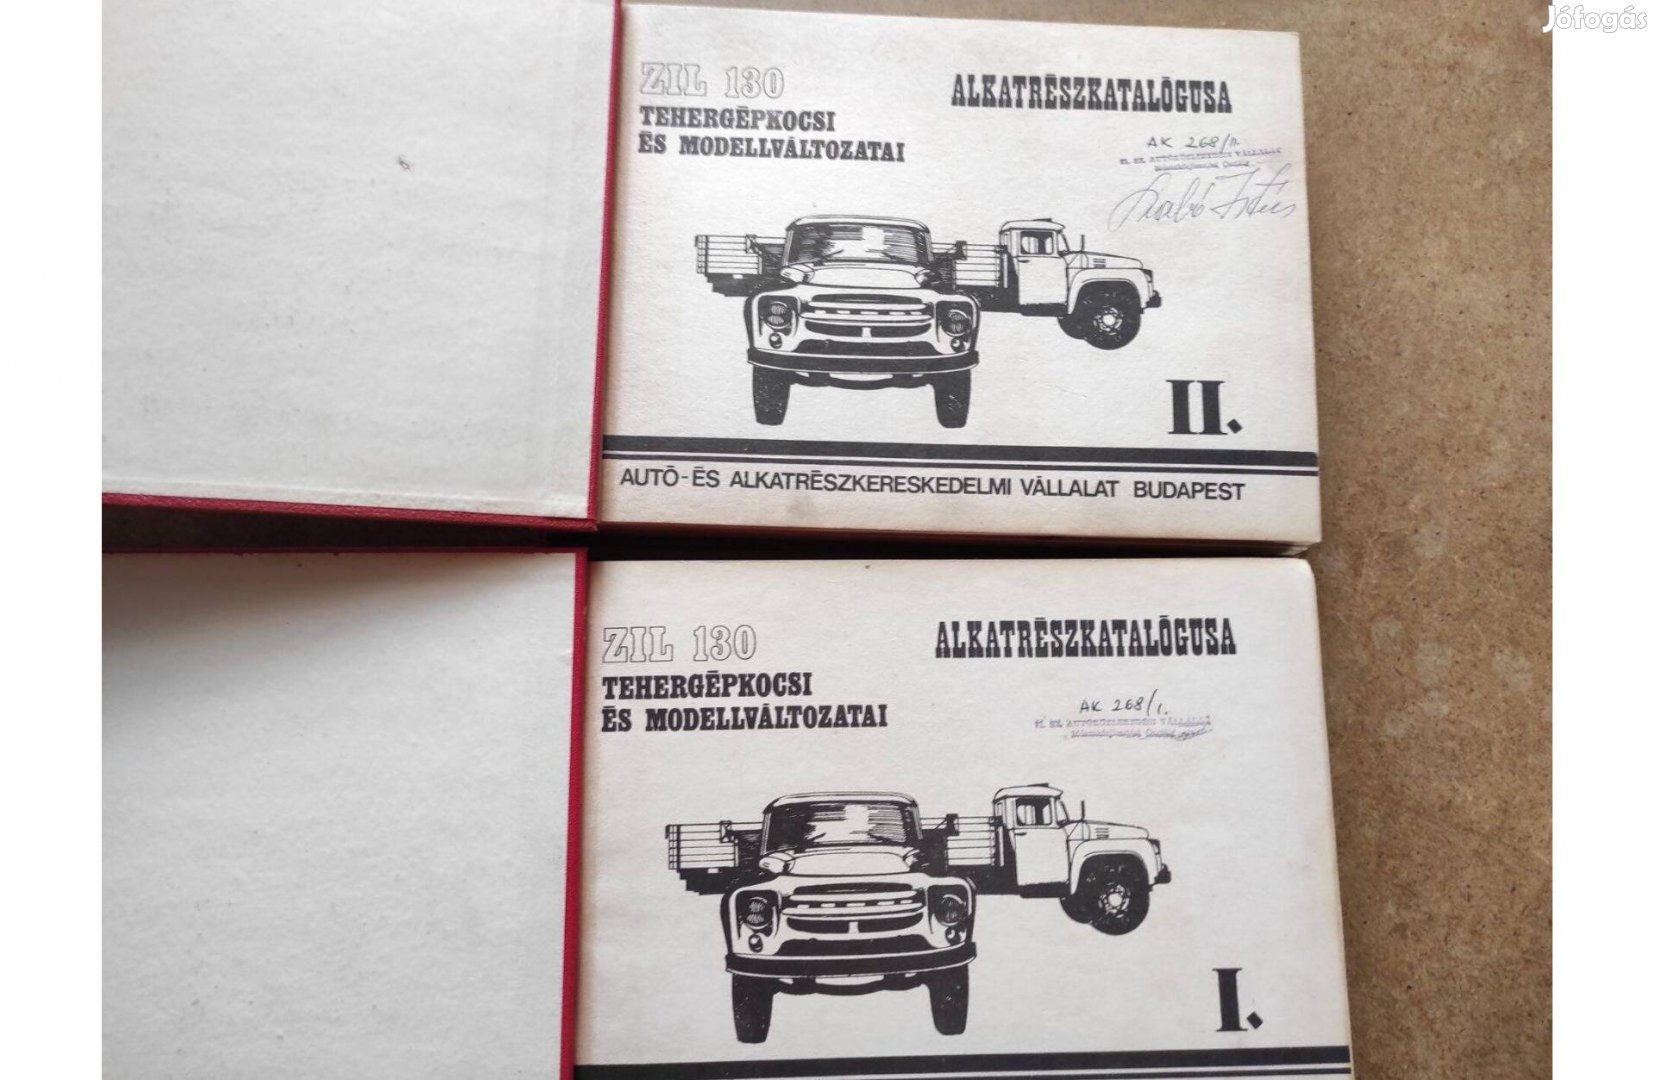 Jófogás
ZIL 130
TEHERGÉPKOCSI
ÉS MODELLVÁLTOZATAI
ALKATRÉSZKATALÓGUSA
AK 268/II.
Szabó
II.
AUTÓ-ÉS ALKATRÉSZKERESKEDELMI VÁLLALAT BUDAPEST
ZIL 130
TEHERGÉPKOCSI
ÉS MODELLVÁLTOZATAI
ALKATRÉSZKATALÓGUSA
AK 268/I.
I.